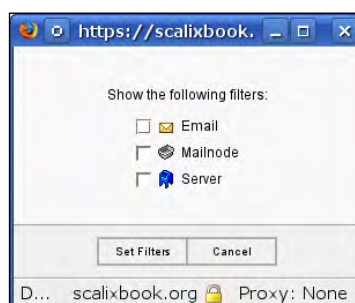 https://scalixbook.
Show the following filters:
Email
Mailnode
Server
Set Filters Cancel
D... scalixbook.org Proxy: None